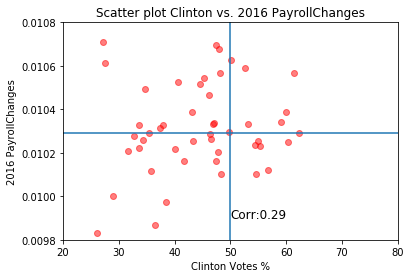 Scatter plot Clinton vs. 2016 PayrollChanges
0.0108
0.0106
0.0104
0.0102
0.0100
0.0098
2016 PayrollChanges
Corr:0.29
20 30 40 50 60 70 80
Clinton Votes %